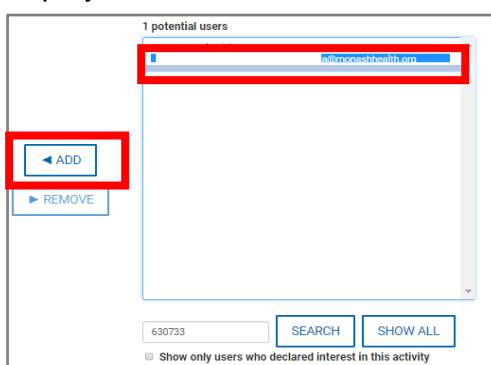 1 potential users
a@monashhealth.org
◄ ADD
► REMOVE
630733 SEARCH SHOW ALL
Show only users who declared interest in this activity